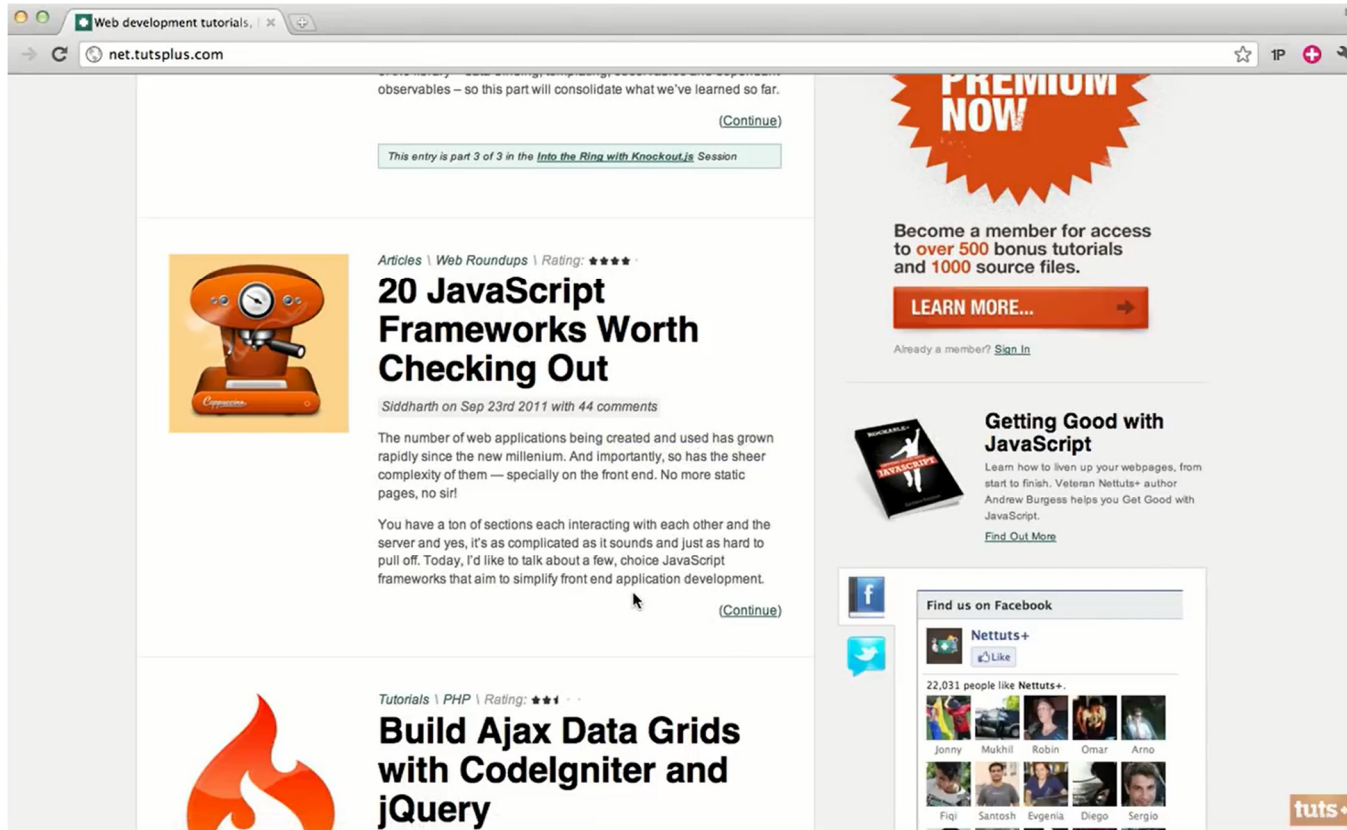 Web development tutorials,
net.tutsplus.com
1P
observables – so this part will consolidate what we've learned so far.
(Continue)
This entry is part 3 of 3 in the Into the Ring with Knockout.js Session
Articles \ Web Roundups \ Rating:
20 JavaScript
Frameworks Worth
Checking Out
Siddharth on Sep 23rd 2011 with 44 comments
The number of web applications being created and used has grown
rapidly since the new millenium. And importantly, so has the sheer
complexity of them — specially on the front end. No more static
pages, no sir!
You have a ton of sections each interacting with each other and the
server and yes, it's as complicated as it sounds and just as hard to
pull off. Today, I'd like to talk about a few, choice JavaScript
frameworks that aim to simplify front end application development.
(Continue)
Cappuccino
Tutorials \ PHP \ Rating:
Build Ajax Data Grids
with CodeIgniter and
jQuery
PREMIUM
NOW
Become a member for access
to over 500 bonus tutorials
and 1000 source files.
LEARN MORE...
Already a member? Sign In
ROCKABLE
JAVASCRIPT
Getting Good with
JavaScript
Learn how to liven up your webpages, from
start to finish. Veteran Nettuts+ author
Andrew Burgess helps you Get Good with
JavaScript.
Find Out More
Find us on Facebook
Nettuts+
Like
22,031 people like Nettuts+.
Jonny Mukhil Robin Omar Arno
Fiqi Santosh Evgenia Diego Sergio
tuts+